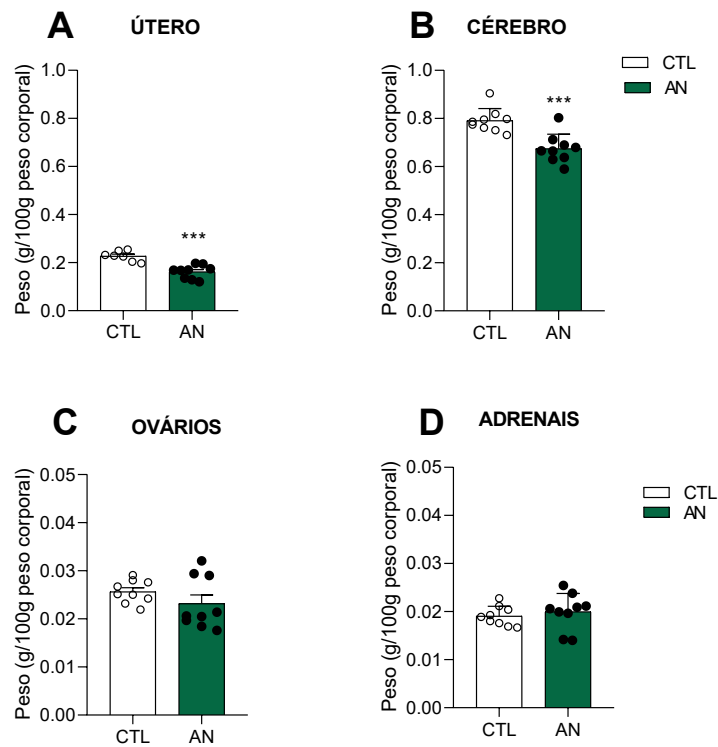 A
ÚTERO
Peso (g/100g peso corporal)
1.0
0.8
0.6
0.4
0.2
0.0
***
CTL
AN
B
CÉREBRO
Peso (g/100g peso corporal)
1.0
0.8
0.6
0.4
0.2
0.0
***
CTL
AN
CTL
AN
C
OVÁRIOS
Peso (g/100g peso corporal)
0.05
0.04
0.03
0.02
0.01
0.00
CTL
AN
D
ADRENAIS
Peso (g/100g peso corporal)
0.05
0.04
0.03
0.02
0.01
0.00
CTL
AN
CTL
AN